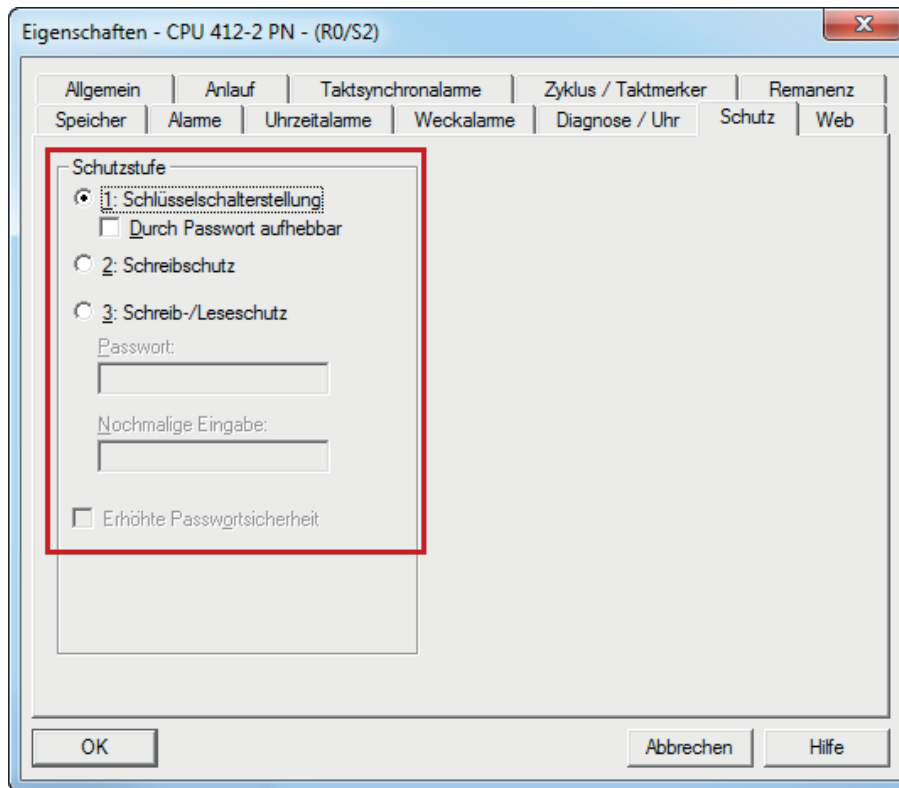 Eigenschaften - CPU 412-2 PN - (R0/S2)
Allgemein Anlauf Taktsynchronalarme Zyklus / Taktmerker Remanenz
Speicher Alarme Uhrzeitalarme Weckalarme Diagnose / Uhr Schutz Web
Schutzstufe
1: Schlüsselschalterstellung
Durch Passwort aufhebbar
2: Schreibschutz
3: Schreib-/Leseschutz
Passwort:
Nochmalige Eingabe:
Erhöhte Passwortsicherheit
OK Abbrechen Hilfe